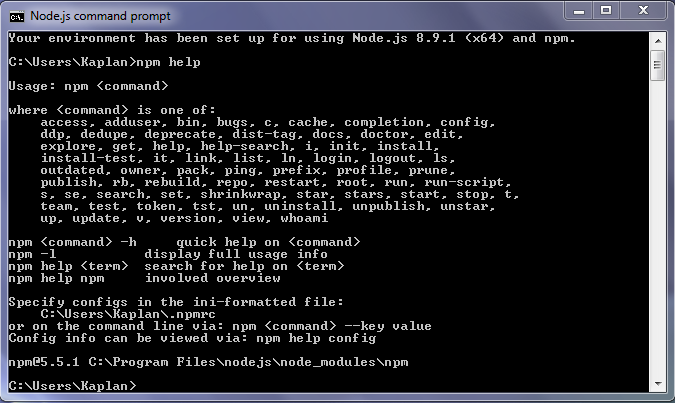 Node.js command prompt
Your environment has been set up for using Node.js 8.9.1 (x64) and npm.
C:\Users\Kaplan>npm help
Usage: npm <command>
where <command> is one of:
    access, adduser, bin, bugs, c, cache, completion, config,
    ddp, dedupe, deprecate, dist-tag, docs, doctor, edit,
    explore, get, help, help-search, i, init, install,
    install-test, it, link, list, ln, login, logout, ls,
    outdated, owner, pack, ping, prefix, profile, prune,
    publish, rb, rebuild, repo, restart, root, run, run-script,
    s, se, search, set, shrinkwrap, star, stars, start, stop, t,
    team, test, token, tst, un, uninstall, unpublish, unstar,
    up, update, v, version, view, whoami
npm <command> -h     quick help on <command>
npm -l           display full usage info
npm help <term>  search for help on <term>
npm help npm     involved overview
Specify configs in the ini-formatted file:
    C:\Users\Kaplan\.npmrc
or on the command line via: npm <command> --key value
Config info can be viewed via: npm help config
npm@5.5.1 C:\Program Files\nodejs\node_modules\npm
C:\Users\Kaplan>